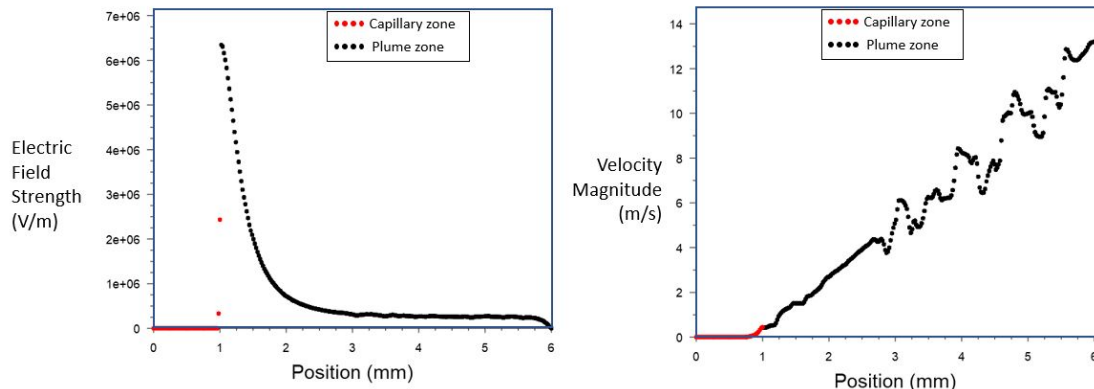 Capillary zone
Plume zone
7e+06
6e+06
5e+06
4e+06
3e+06
2e+06
1e+06
0
Electric
Field
Strength
(V/m)
0 1 2 3 4 5 6
Position (mm)
Capillary zone
Plume zone
14
12
10
8
6
4
2
0
Velocity
Magnitude
(m/s)
0 1 2 3 4 5 6
Position (mm)